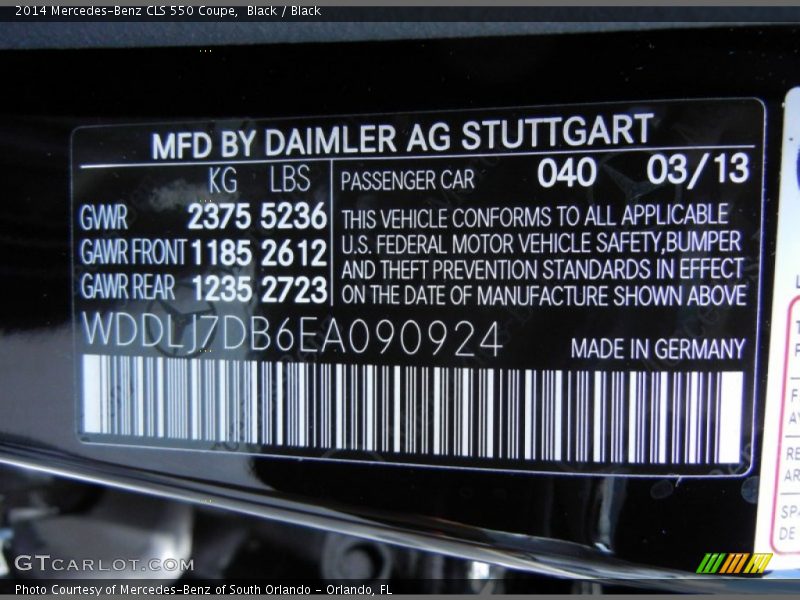 2014 Mercedes-Benz CLS 550 Coupe, Black / Black
MFD BY DAIMLER AG STUTTGART
KG LBS
GVWR 2375 5236
GAWR FRONT 1185 2612
GAWR REAR 1235 2723
PASSENGER CAR 040 03/13
THIS VEHICLE CONFORMS TO ALL APPLICABLE
U.S. FEDERAL MOTOR VEHICLE SAFETY,BUMPER
AND THEFT PREVENTION STANDARDS IN EFFECT
ON THE DATE OF MANUFACTURE SHOWN ABOVE
WDDLJ7DB6EA090924
MADE IN GERMANY
GTCARLOT.COM
Photo Courtesy of Mercedes-Benz of South Orlando - Orlando, FL